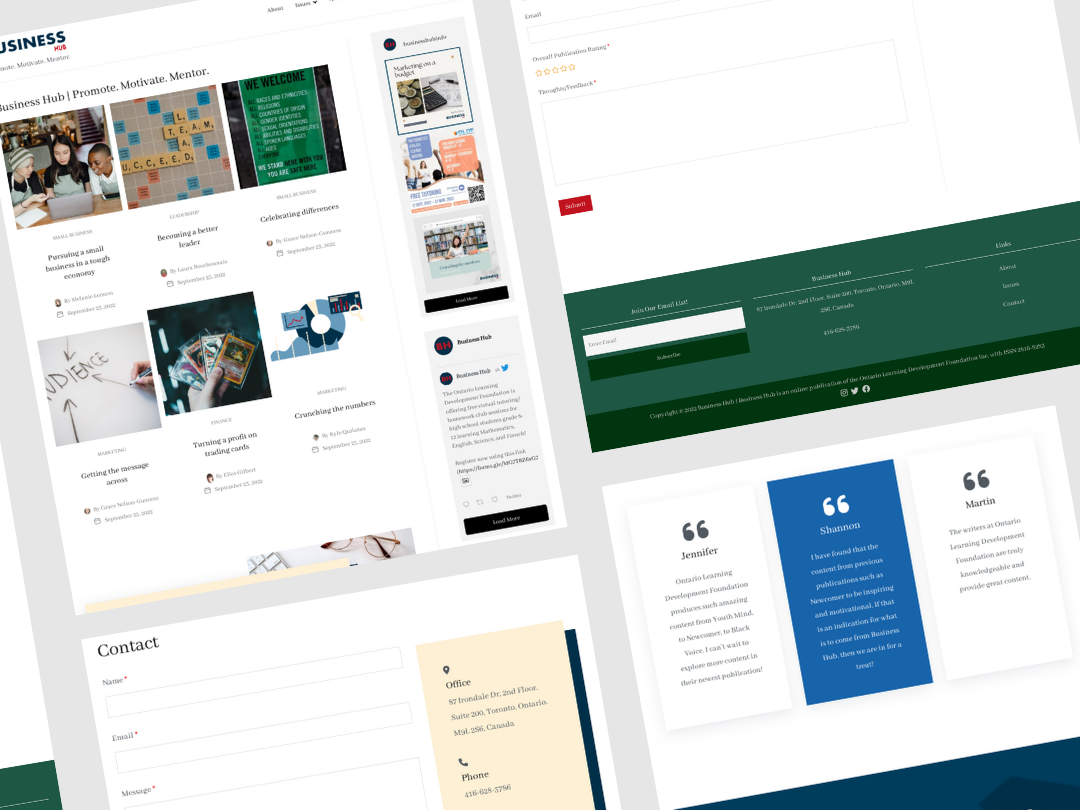 About
Issues
BUSINESS
HUB
Promote. Motivate. Mentor.
Business Hub | Promote. Motivate. Mentor.
L,
T, E, A, M,
A,
U, C, C, E, E, D,
WE WELCOME
RACES AND ETHNICITIES
RELIGIONS
COUNTRIES OF ORIGIN
GENDER IDENTITIES
SEXUAL ORIENTATIONS
ABILITIES AND DISABILITIES
SPOKEN LANGUAGES
AGES
EVERYONE
WE STAND HERE WITH YOU
YOU ARE SAFE HERE
SMALL BUSINESS
Pursuing a small
business in a tough
economy
By Melanie Lonnon
September 25, 2022
LEADERSHIP
Becoming a better
leader
September 25, 2022
SMALL BUSINESS
Celebrating differences
By Grace Nelson-Gunness
September 25, 2022
AUDIENCE
MARKETING
Getting the message
across
By Grace Nelson-Gunness
September 25, 2022
FINANCE
Turning a profit on
trading cards
By Eliot Gilbert
September 25, 2022
MARKETING
Crunching the numbers
By Kyle Quilatan
September 25, 2022
BH
businesshubinfo
Marketing on a
budget
FREE TUTORING
Load More
BH
Business Hub
BH
Business Hub
The Ontario Learning
Development Foundation is
offering free virtual tutoring/
homework club sessions for
high school students grade 8-
12 learning Mathematics,
English, Science, and French!
Register now using this link
Twitter
Load More
Email
Overall Publication Rating *
Thoughts/Feedback *
Submit
Join Our Email List!
Enter Email
Subscribe
Business Hub
87 Irondale Dr, 2nd Floor, Suite 200, Toronto, Ontario, M9L
2S6, Canada
416-628-3786
Links
About
Issues
Contact
Copyright © 2022 Business Hub | Business Hub is an online publication of the Ontario Learning Development Foundation Inc. with ISSN 2816-8283
Contact
Name *
Email *
Message *
Office
87 Irondale Dr, 2nd Floor,
Suite 200, Toronto, Ontario,
M9L 2S6, Canada
Phone
416-628-3786
Jennifer
Ontario Learning
Development Foundation
produces such amazing
content from Youth Mind,
to Newcomer, to Black
Voice. I can't wait to
explore more content in
their newest publication!
Shannon
I have found that the
content from previous
publications such as
Newcomer to be inspiring
and motivational. If that
is an indication for what
is to come from Business
Hub, then we are in for a
treat!
Martin
The writers at Ontario
Learning Development
Foundation are truly
knowledgeable and
provide great content.